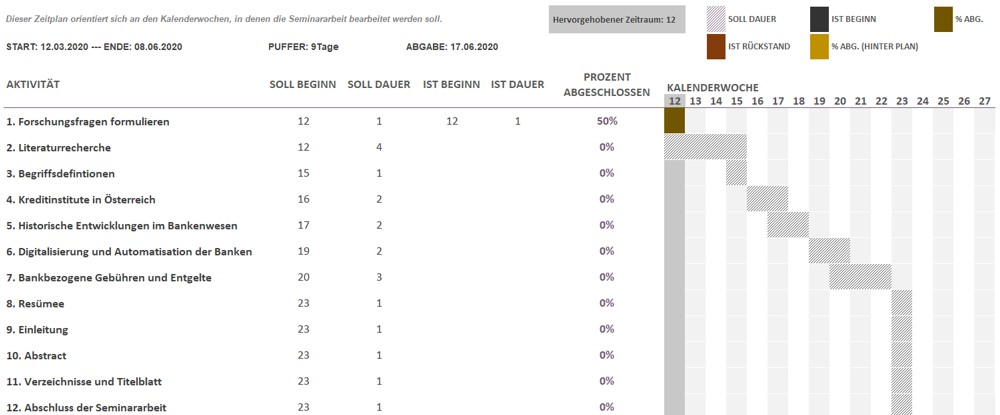 Dieser Zeitplan orientiert sich an den Kalenderwochen, in denen die Seminararbeit bearbeitet werden soll.
Hervorgehobener Zeitraum: 12
SOLL DAUER IST BEGINN % ABG.
START: 12.03.2020 --- ENDE: 08.06.2020 PUFFER: 9Tage ABGABE: 17.06.2020
IST RÜCKSTAND % ABG. (HINTER PLAN)
AKTIVITÄT SOLL BEGINN SOLL DAUER IST BEGINN IST DAUER PROZENT ABGESCHLOSSEN KALENDERWOCHE
12 13 14 15 16 17 18 19 20 21 22 23 24 25 26 27
1. Forschungsfragen formulieren 12 1 12 1 50%
2. Literaturrecherche 12 4 0%
3. Begriffsdefintionen 15 1 0%
4. Kreditinstitute in Österreich 16 2 0%
5. Historische Entwicklungen im Bankenwesen 17 2 0%
6. Digitalisierung und Automatisation der Banken 19 2 0%
7. Bankbezogene Gebühren und Entgelte 20 3 0%
8. Resümee 23 1 0%
9. Einleitung 23 1 0%
10. Abstract 23 1 0%
11. Verzeichnisse und Titelblatt 23 1 0%
12. Abschluss der Seminararbeit 23 1 0%